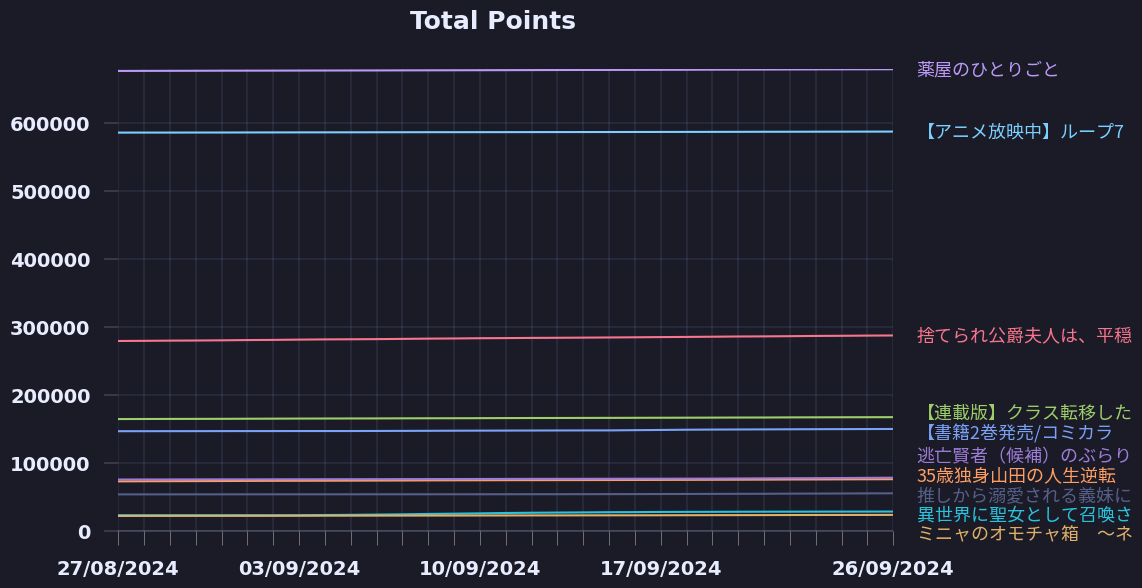 Total Points
薬屋のひとりごと
600000
【アニメ放映中】ループ7
500000
400000
300000
捨てられ公爵夫人は、平穏
200000
【連載版】クラス転移した
【書籍2巻発売/コミカラ
100000
逃亡賢者（候補）のぶらり
35歳独身山田の人生逆転
推しから溺愛される義妹に
異世界に聖女として召喚さ
0
ミニャのオモチャ箱　～ネ
27/08/2024 03/09/2024 10/09/2024 17/09/2024 26/09/2024